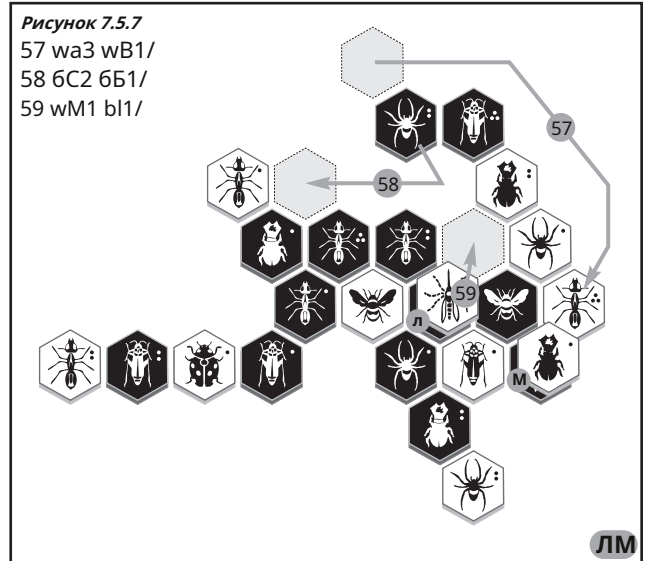 Рисунок 7.5.7
57 wa3 wB1/
58 6C2 6Б1/
59 wM1 bl1/
57
58
59
л
м
ЛМ